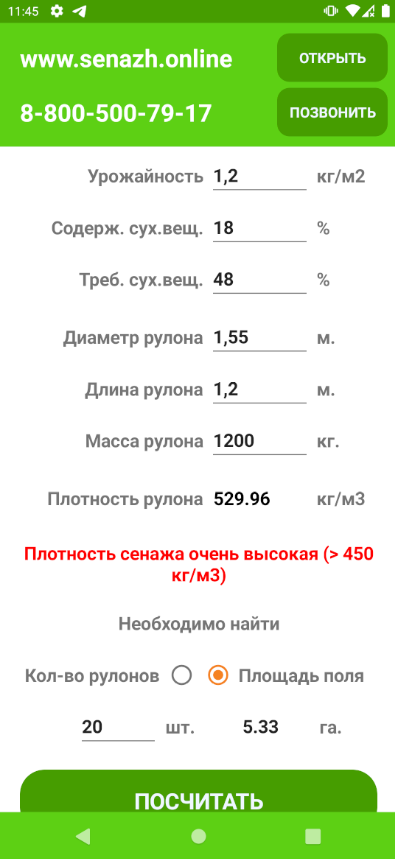 11:45
www.senazh.online
ОТКРЫТЬ
8-800-500-79-17
ПОЗВОНИТЬ
Урожайность 1,2 кг/м2
Содерж. сух.вещ. 18 %
Треб. сух.вещ. 48 %
Диаметр рулона 1,55 м.
Длина рулона 1,2 м.
Масса рулона 1200 кг.
Плотность рулона 529.96 кг/м3
Плотность сенажа очень высокая (> 450
кг/м3)
Необходимо найти
Кол-во рулонов Площадь поля
20 шт. 5.33 га.
ПОСЧИТАТЬ